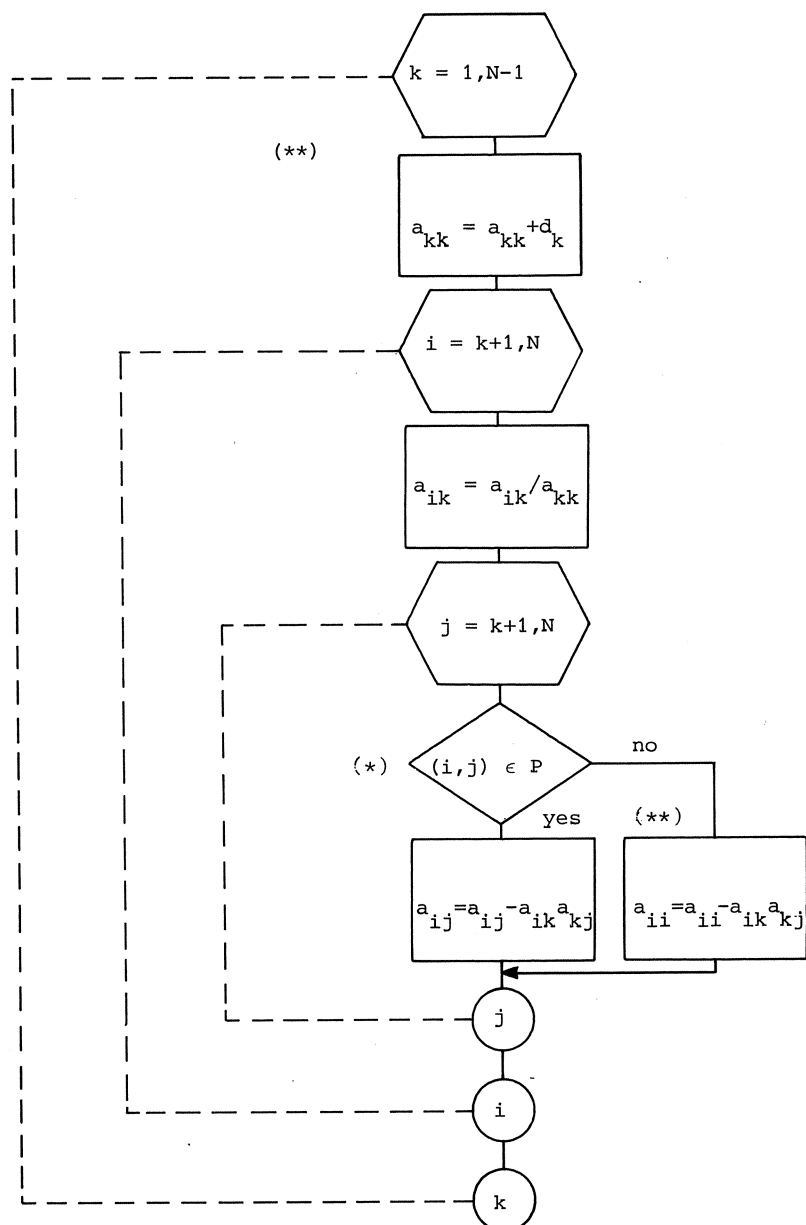 k = 1,N-1
(**)
a_kk = a_kk+d_k
i = k+1,N
a_ik = a_ik/a_kk
j = k+1,N
(*)
(i,j) ϵ P
no
yes
(**)
a_ij=a_ij-a_ik a_kj
a_ii=a_ii-a_ik a_kj
j
i
k